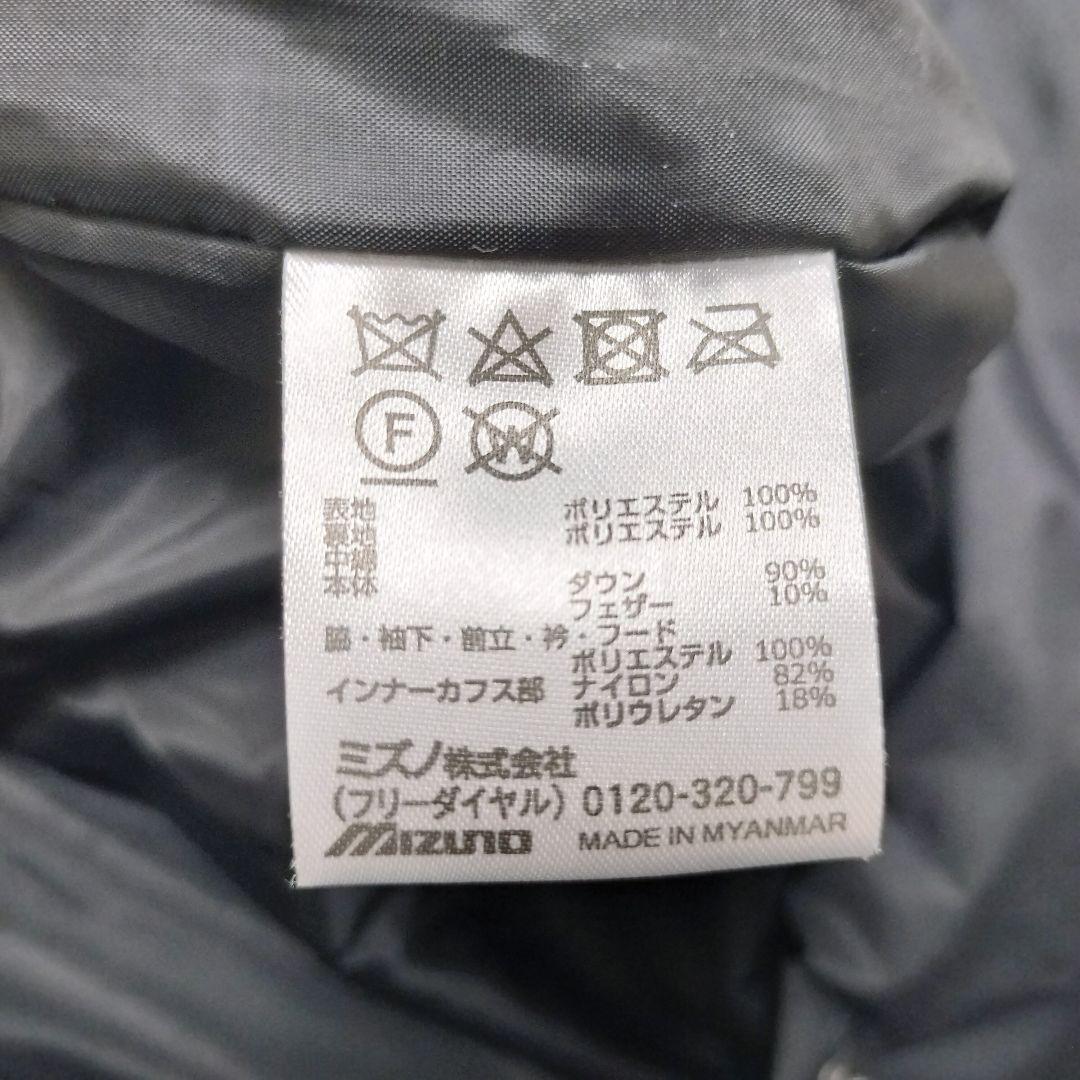 F
W
表地 ポリエステル 100%
裏地 ポリエステル 100%
中綿
本体 ダウン 90%
フェザー 10%
脇・袖下・前立・衿・フード
ポリエステル 100%
インナーカフス部 ナイロン 82%
ポリウレタン 18%
ミズノ株式会社
(フリーダイヤル) 0120-320-799
Mizuno MADE IN MYANMAR